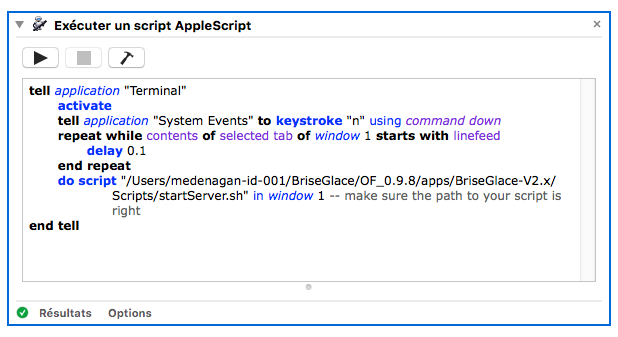 Exécuter un script AppleScript
tell application "Terminal"
activate
tell application "System Events" to keystroke "n" using command down
repeat while contents of selected tab of window 1 starts with linefeed
delay 0.1
end repeat
do script "/Users/medenagan-id-001/BriseGlace/OF_0.9.8/apps/BriseGlace-V2.x/
Scripts/startServer.sh" in window 1 -- make sure the path to your script is
right
end tell
Résultats Options